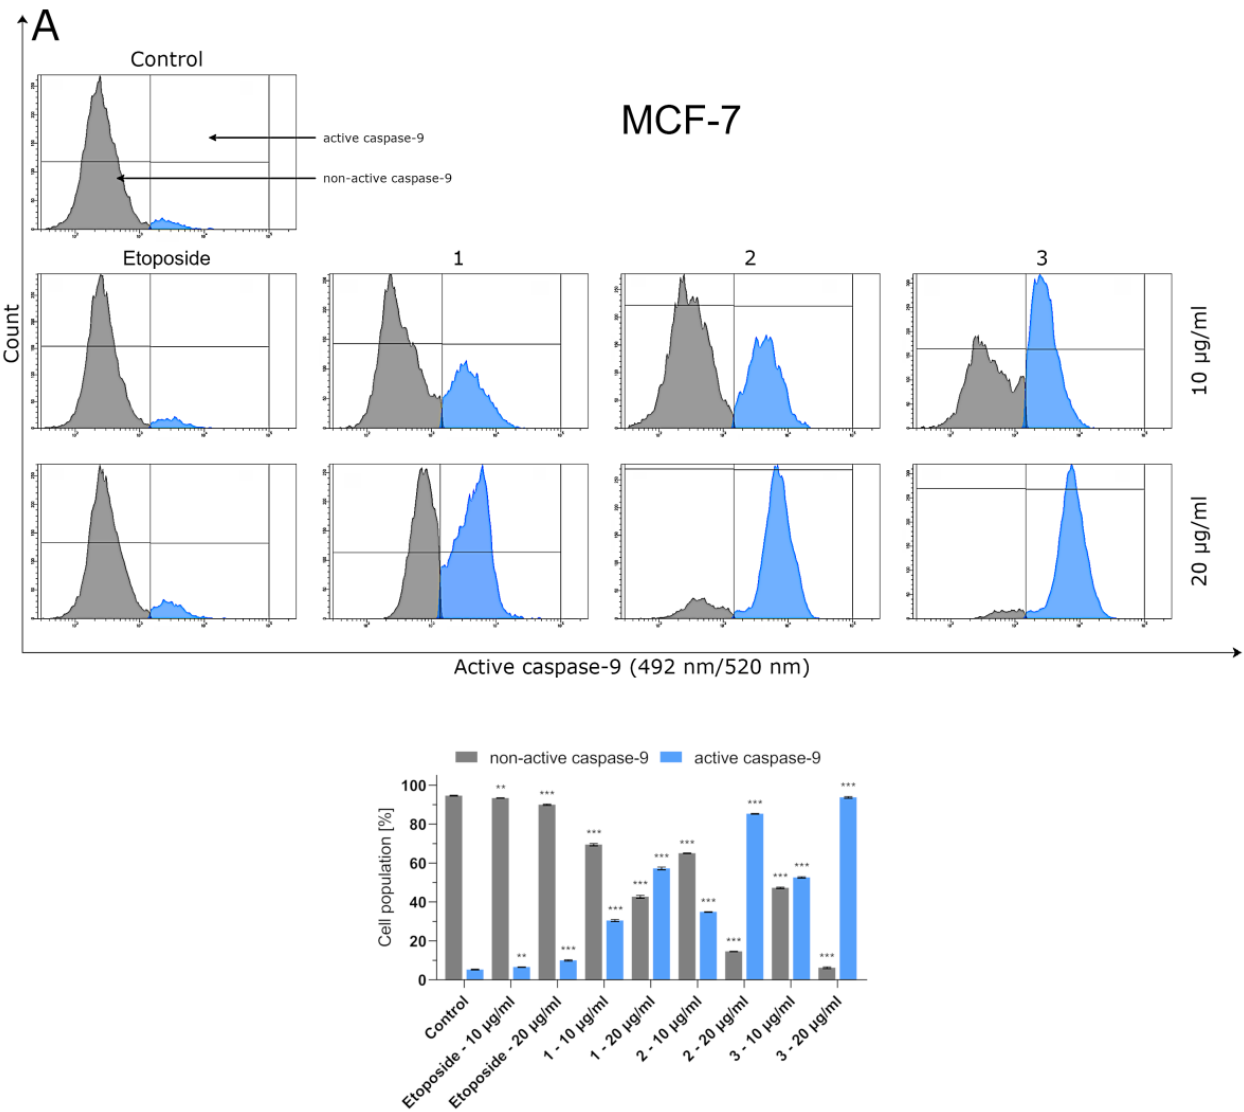 A
Control
MCF-7
active caspase-9
non-active caspase-9
Etoposide
1
2
3
Count
10 µg/ml
20 µg/ml
Active caspase-9 (492 nm/520 nm)
non-active caspase-9 active caspase-9
Cell population [%]
100
80
60
40
20
0
** *** *** *** *** *** *** *** ***
** *** *** *** *** *** *** ***
Control
Etoposide - 10 µg/ml
Etoposide - 20 µg/ml
1 - 10 µg/ml
1 - 20 µg/ml
2 - 10 µg/ml
2 - 20 µg/ml
3 - 10 µg/ml
3 - 20 µg/ml